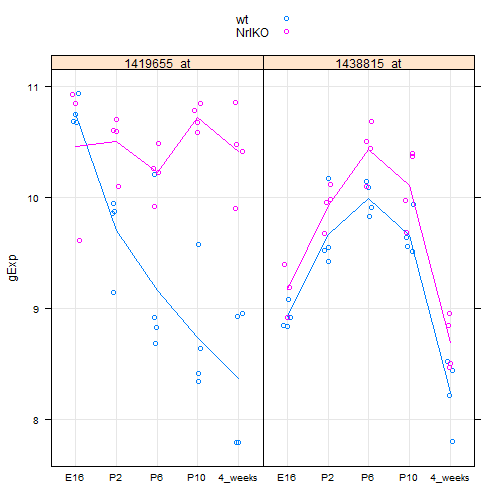 wt
NrlKO
1419655_at 1438815_at
11
10
gExp
9
8
E16 P2 P6 P10 4_weeks E16 P2 P6 P10 4_weeks